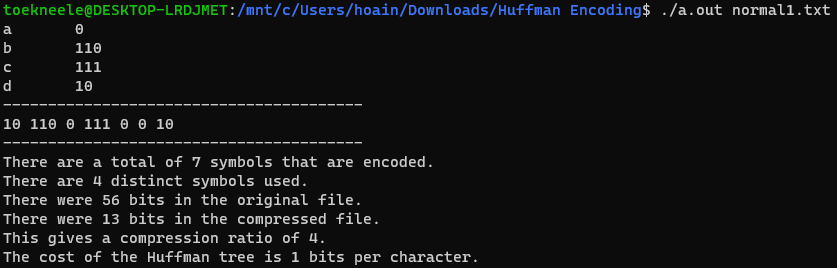 toekneele@DESKTOP-LRDJMET:/mnt/c/Users/hoain/Downloads/Huffman Encoding$ ./a.out normal1.txt
a       0
b       110
c       111
d       10
----------------------------------------
10 110 0 111 0 0 10
----------------------------------------
There are a total of 7 symbols that are encoded.
There are 4 distinct symbols used.
There were 56 bits in the original file.
There were 13 bits in the compressed file.
This gives a compression ratio of 4.
The cost of the Huffman tree is 1 bits per character.